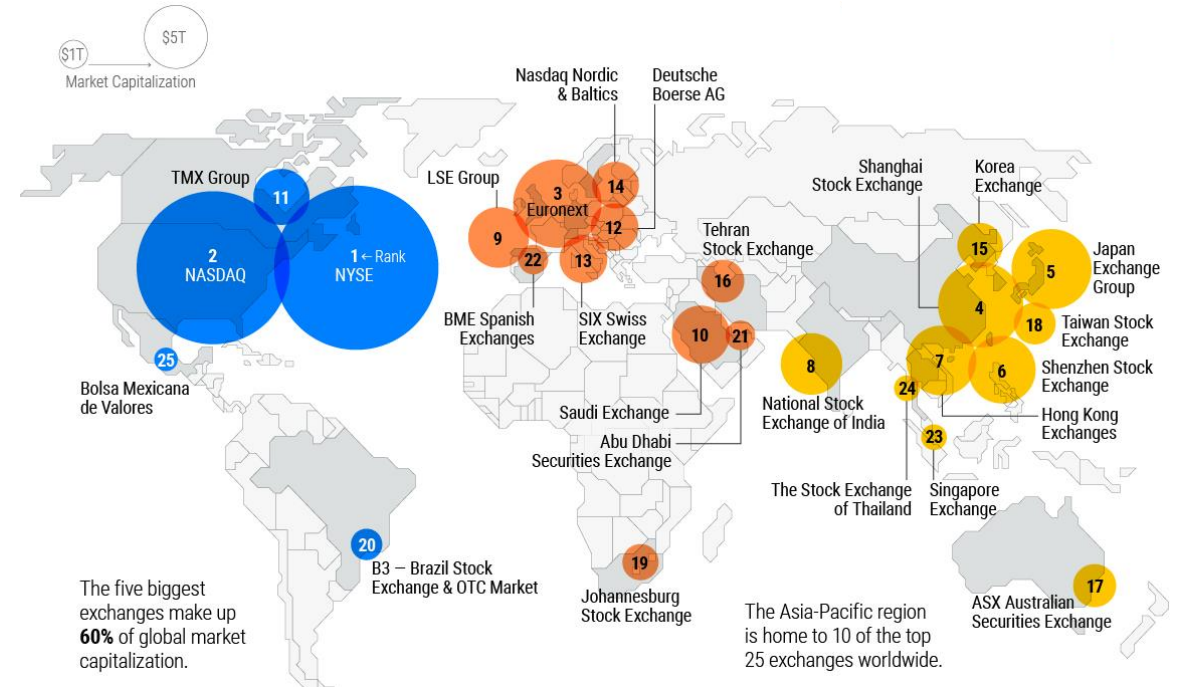 $1T
$5T
Market Capitalization
Nasdaq Nordic
& Baltics
Deutsche
Boerse AG
TMX Group
11
LSE Group
3
Euronext
14
9
12
22
13
2
NASDAQ
1 ← Rank
NYSE
BME Spanish
Exchanges
SIX Swiss
Exchange
Tehran
Stock Exchange
16
10
21
Saudi Exchange
Abu Dhabi
Securities Exchange
Shanghai
Stock Exchange
Korea
Exchange
15
5
Japan
Exchange
Group
4
18
Taiwan Stock
Exchange
8
7
6
Shenzhen Stock
Exchange
24
National Stock
Exchange of India
Hong Kong
Exchanges
23
The Stock Exchange
of Thailand
Singapore
Exchange
25
Bolsa Mexicana
de Valores
20
B3 – Brazil Stock
Exchange & OTC Market
19
Johannesburg
Stock Exchange
17
ASX Australian
Securities Exchange
The five biggest
exchanges make up
60% of global market
capitalization.
The Asia-Pacific region
is home to 10 of the top
25 exchanges worldwide.